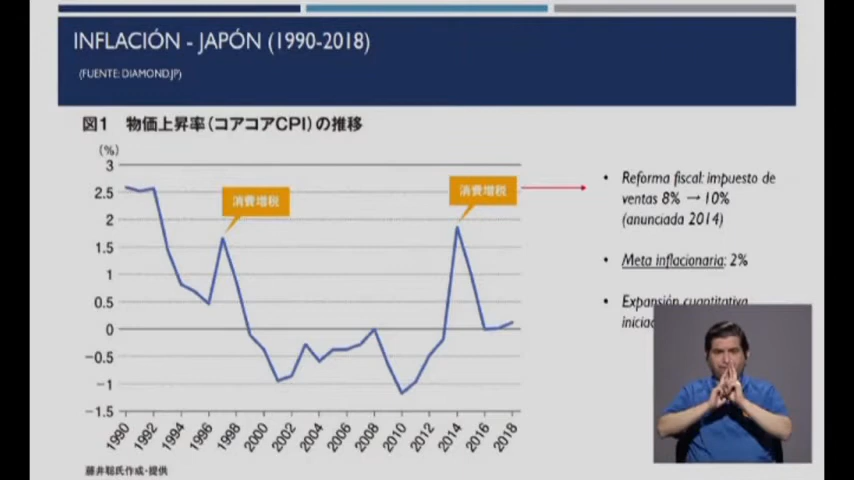 INFLACIÓN - JAPÓN (1990-2018)
(FUENTE: DIAMOND.JP)
図1 物価上昇率(コアコアCPI)の推移
(%)
3
2.5
2
1.5
1
0.5
0
-0.5
-1
-1.5
消費増税
消費増税
1990 1992 1994 1996 1998 2000 2002 2004 2006 2008 2010 2012 2014 2016 2018
藤井聡氏作成・提供
• Reforma fiscal: impuesto de
ventas 8% → 10%
(anunciada 2014)
• Meta inflacionaria: 2%
• Expansión cuantitativa